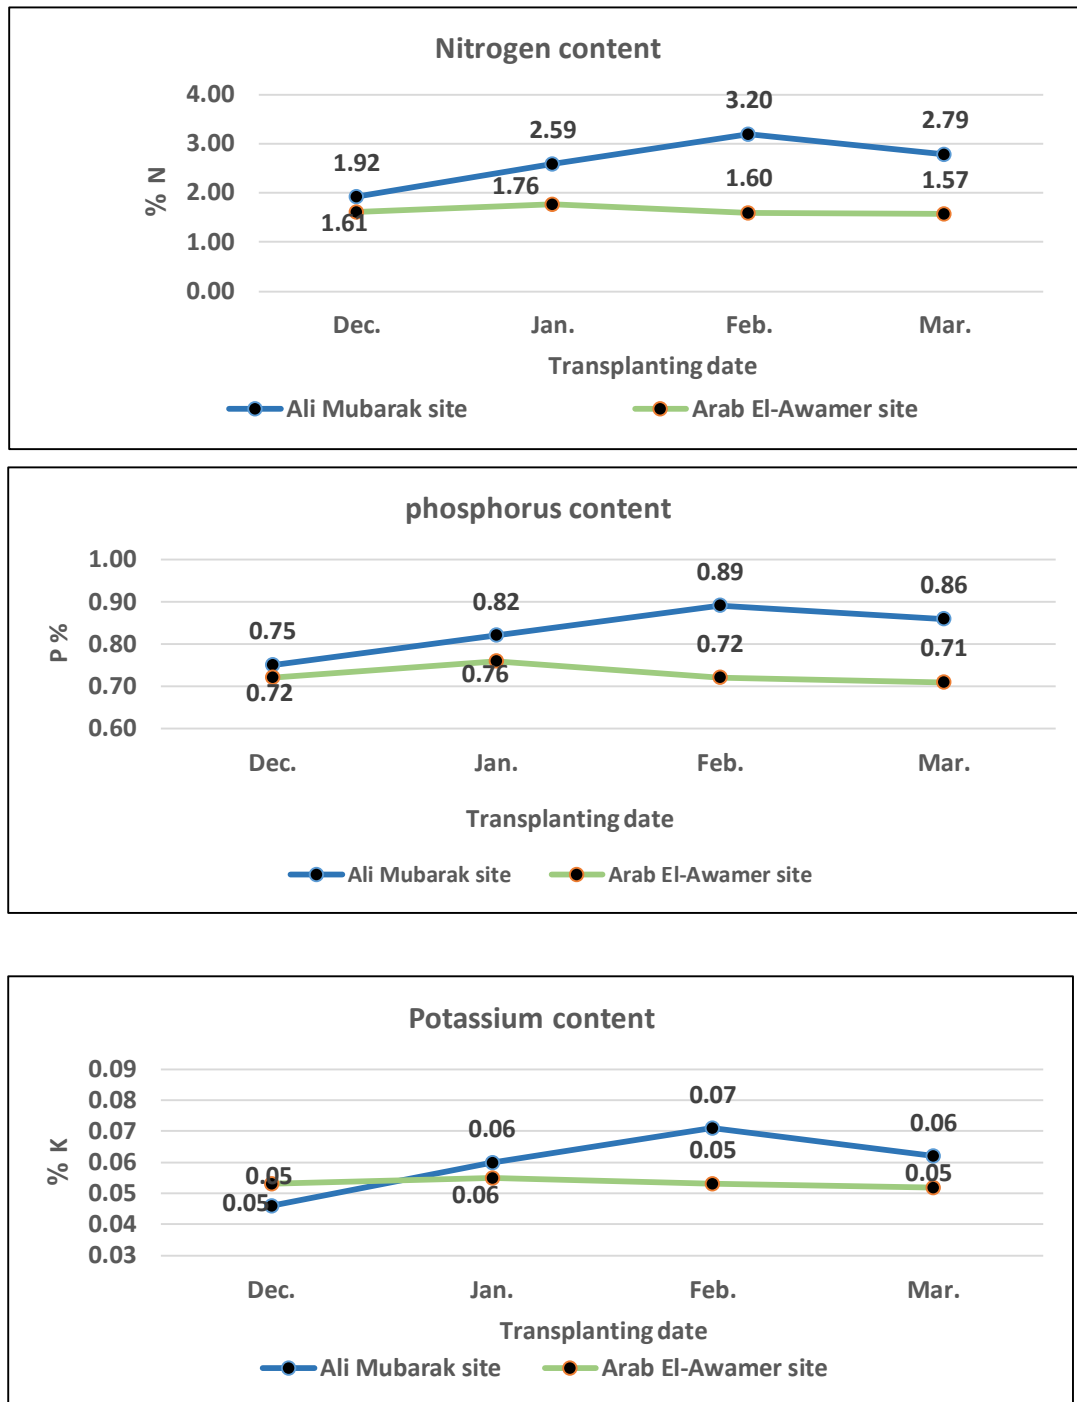 Nitrogen content
4.00
3.00
2.00
1.00
0.00
% N
1.92
2.59
3.20
2.79
1.61
1.76
1.60
1.57
Dec. Jan. Feb. Mar.
Transplanting date
Ali Mubarak site Arab El-Awamer site
phosphorus content
1.00
0.90
0.80
0.70
0.60
P %
0.75
0.82
0.89
0.86
0.72
0.76
0.72
0.71
Dec. Jan. Feb. Mar.
Transplanting date
Ali Mubarak site Arab El-Awamer site
Potassium content
0.09
0.08
0.07
0.06
0.05
0.04
0.03
% K
0.05
0.06
0.07
0.06
0.05
0.06
0.05
0.05
Dec. Jan. Feb. Mar.
Transplanting date
Ali Mubarak site Arab El-Awamer site